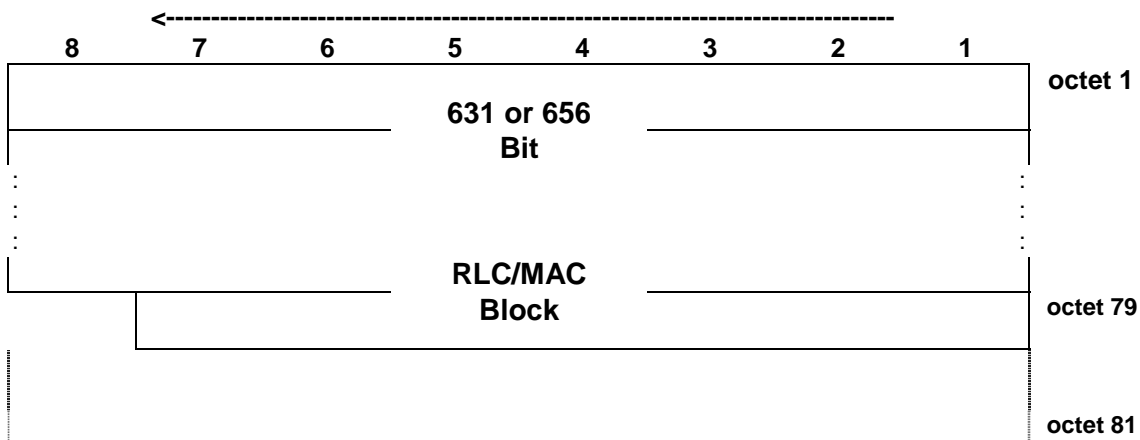 <--------------------------------------------------------------------------------
8 7 6 5 4 3 2 1
octet 1
631 or 656
Bit
: :
: :
: :
RLC/MAC
Block
octet 79
octet 81